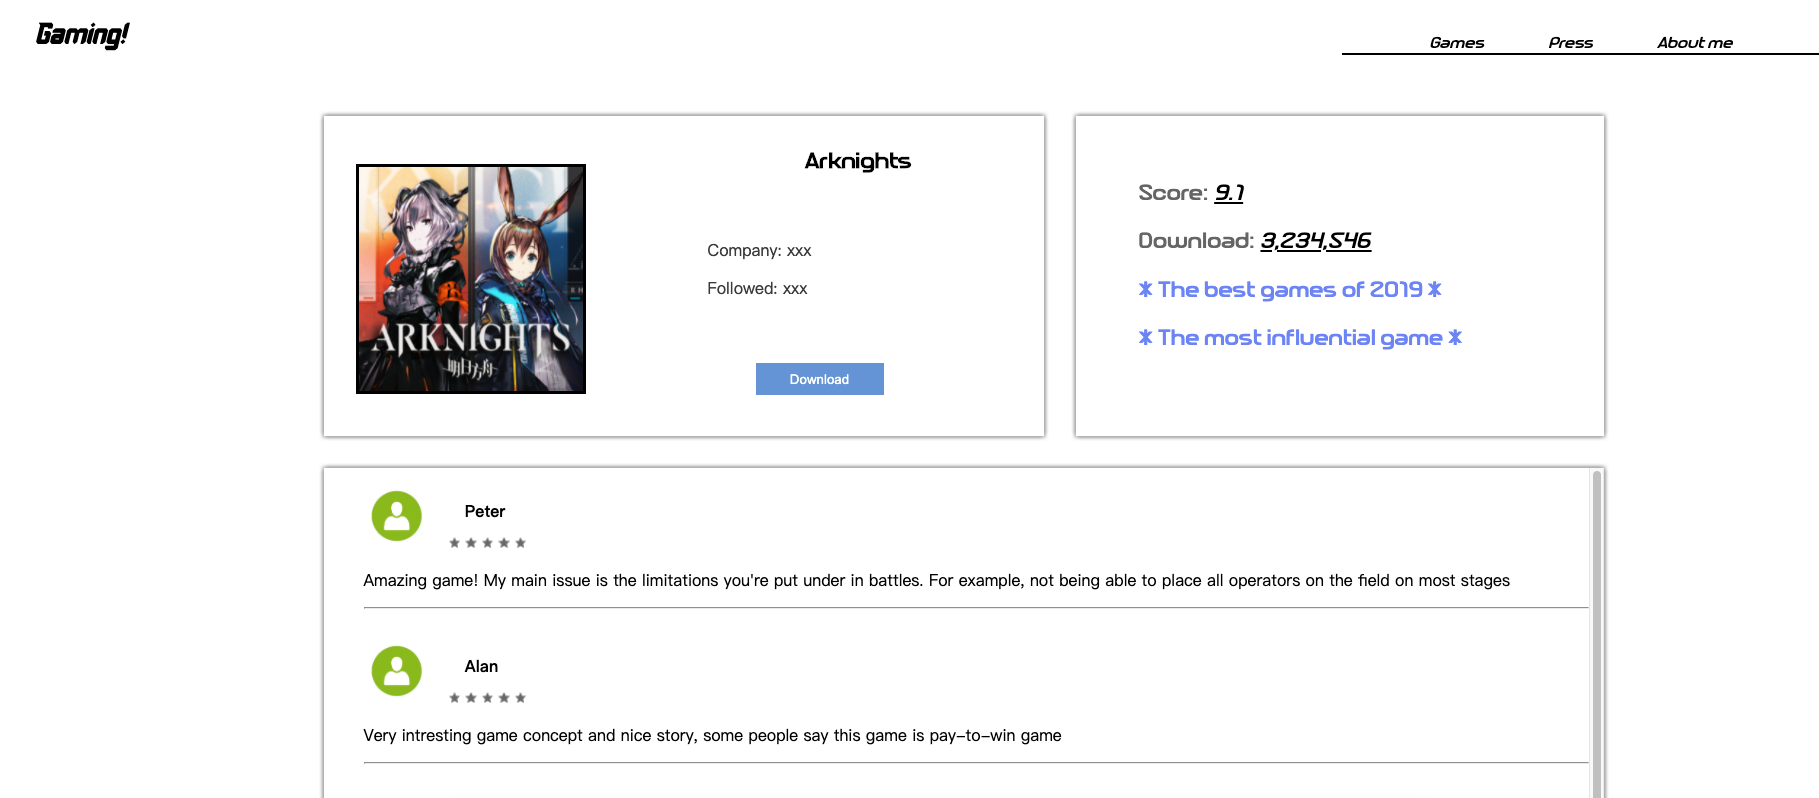 Gaming!
Games Press About me
Arknights
ARKNIGHTS
明日方舟
Company: xxx
Followed: xxx
Download
Score: 9.1
Download: 3,234,546
* The best games of 2019 *
* The most influential game *
Peter
★ ★ ★ ★ ★
Amazing game! My main issue is the limitations you're put under in battles. For example, not being able to place all operators on the field on most stages
Alan
★ ★ ★ ★ ★
Very intresting game concept and nice story, some people say this game is pay-to-win game